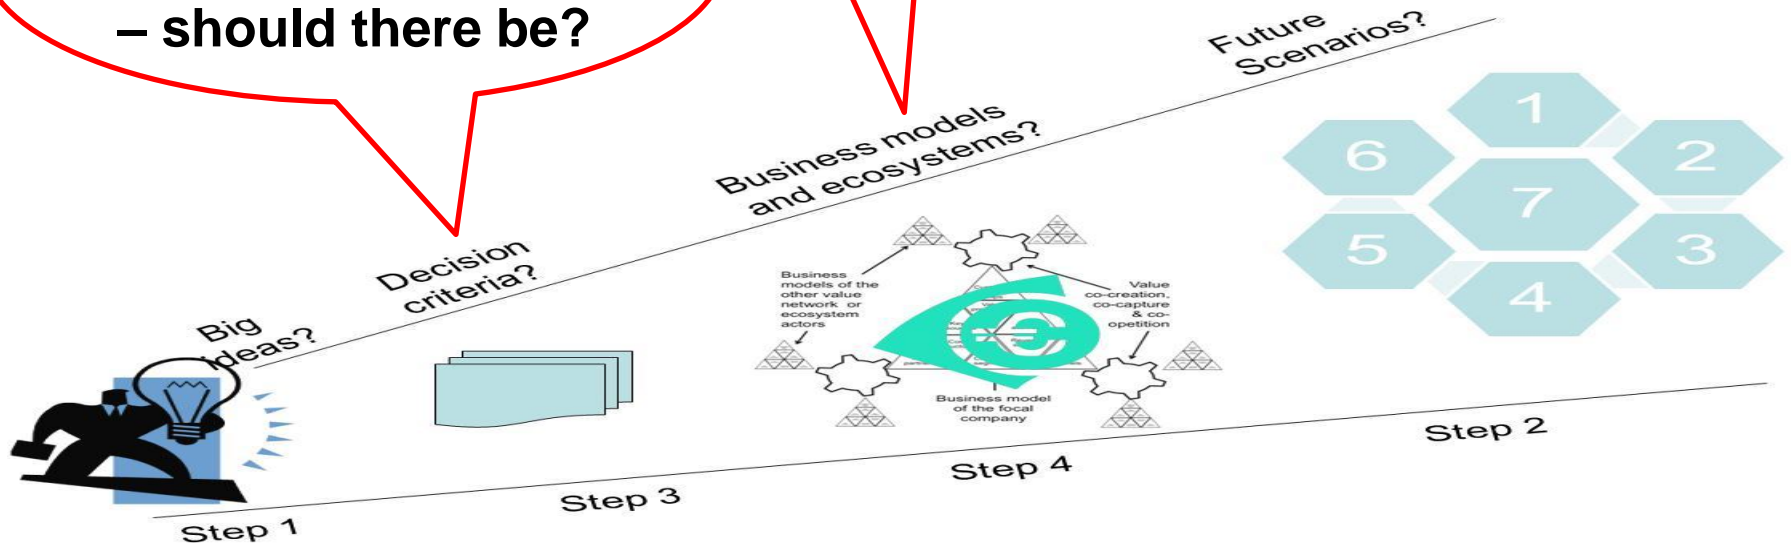 – should there be?
Future
Scenarios?
Business models
and ecosystems?
Decision
criteria?
Big
ideas?
1
2
3
4
5
6
7
Business
models of the
other value
network or
ecosystem
actors
Value
co-creation,
co-capture
& co-
opetition
Business model
of the focal
company
Step 1
Step 3
Step 4
Step 2